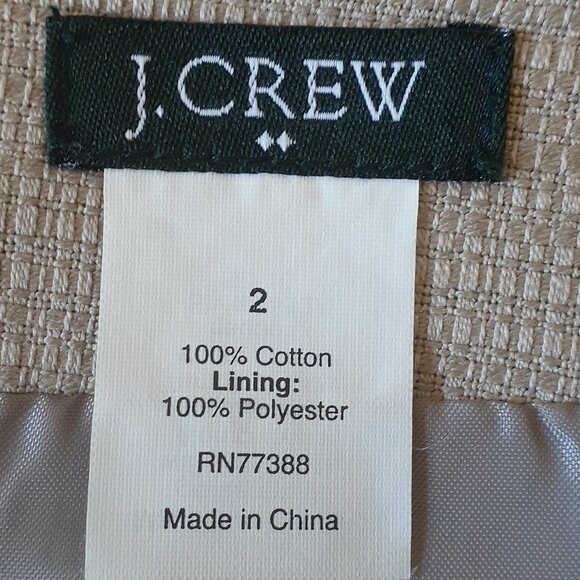 J.CREW
2
100% Cotton
Lining:
100% Polyester
RN77388
Made in China